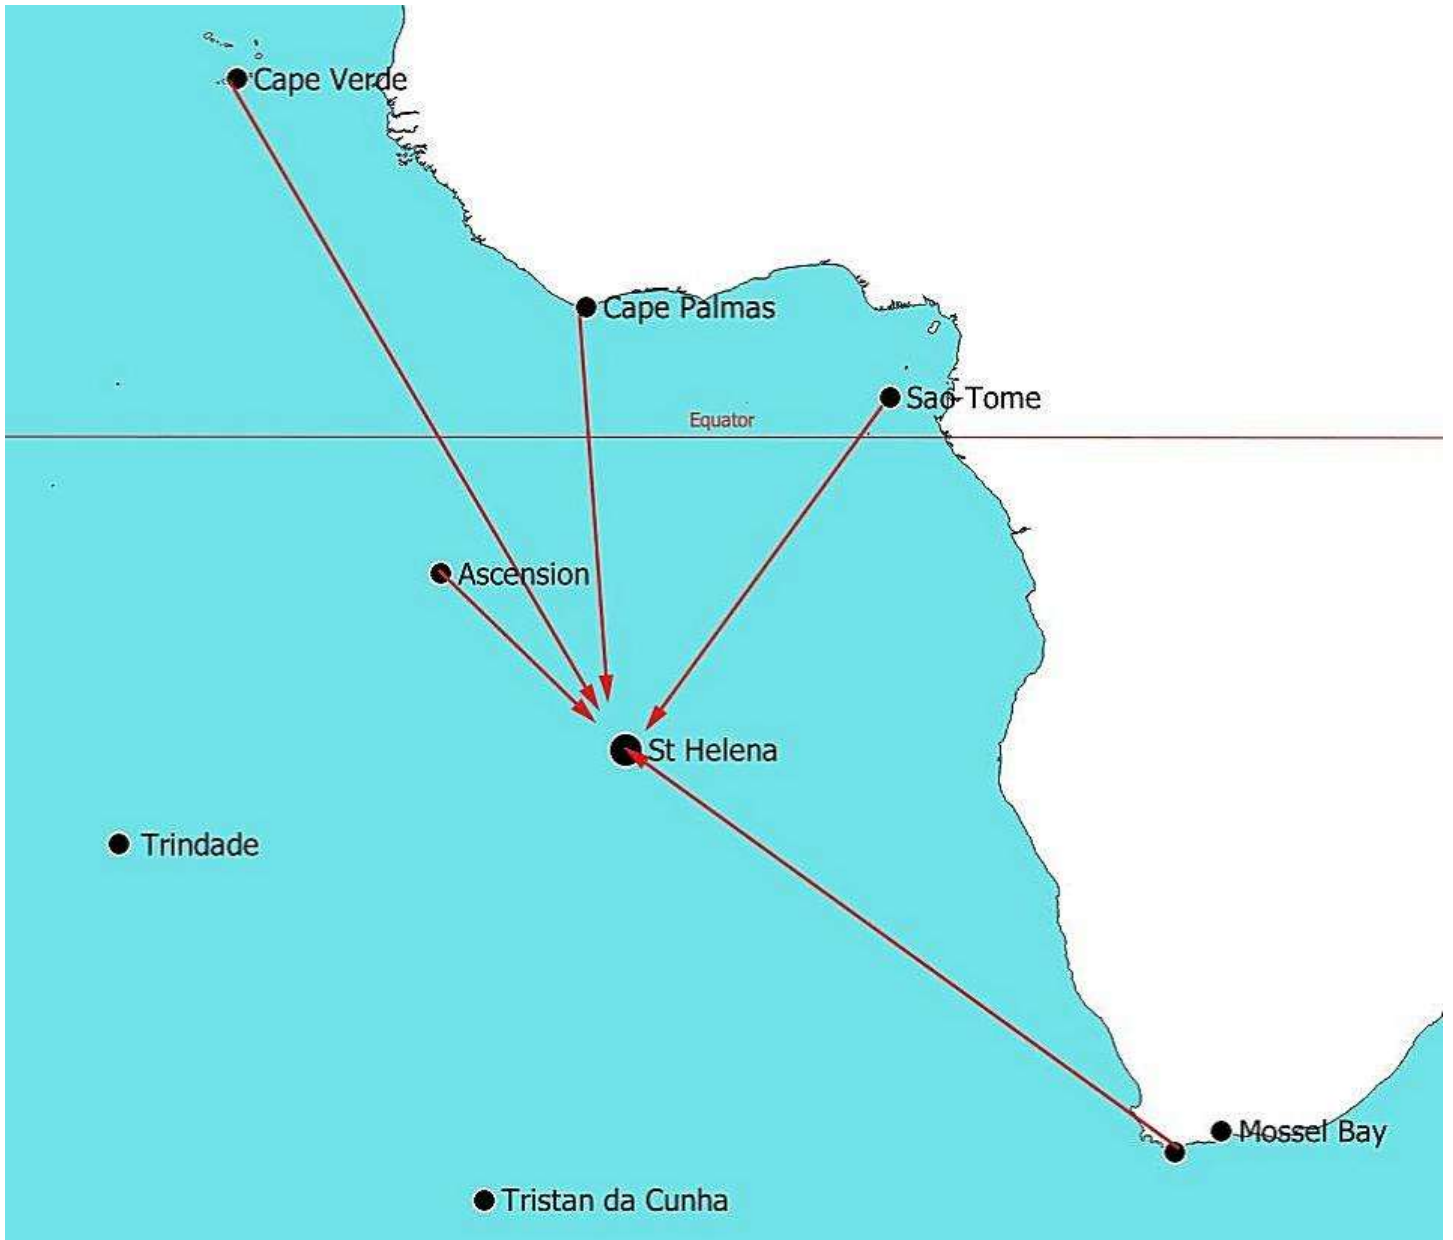 Cape Verde
Cape Palmas
Sao Tome
Equator
Ascension
St Helena
Trindade
Mossel Bay
Tristan da Cunha